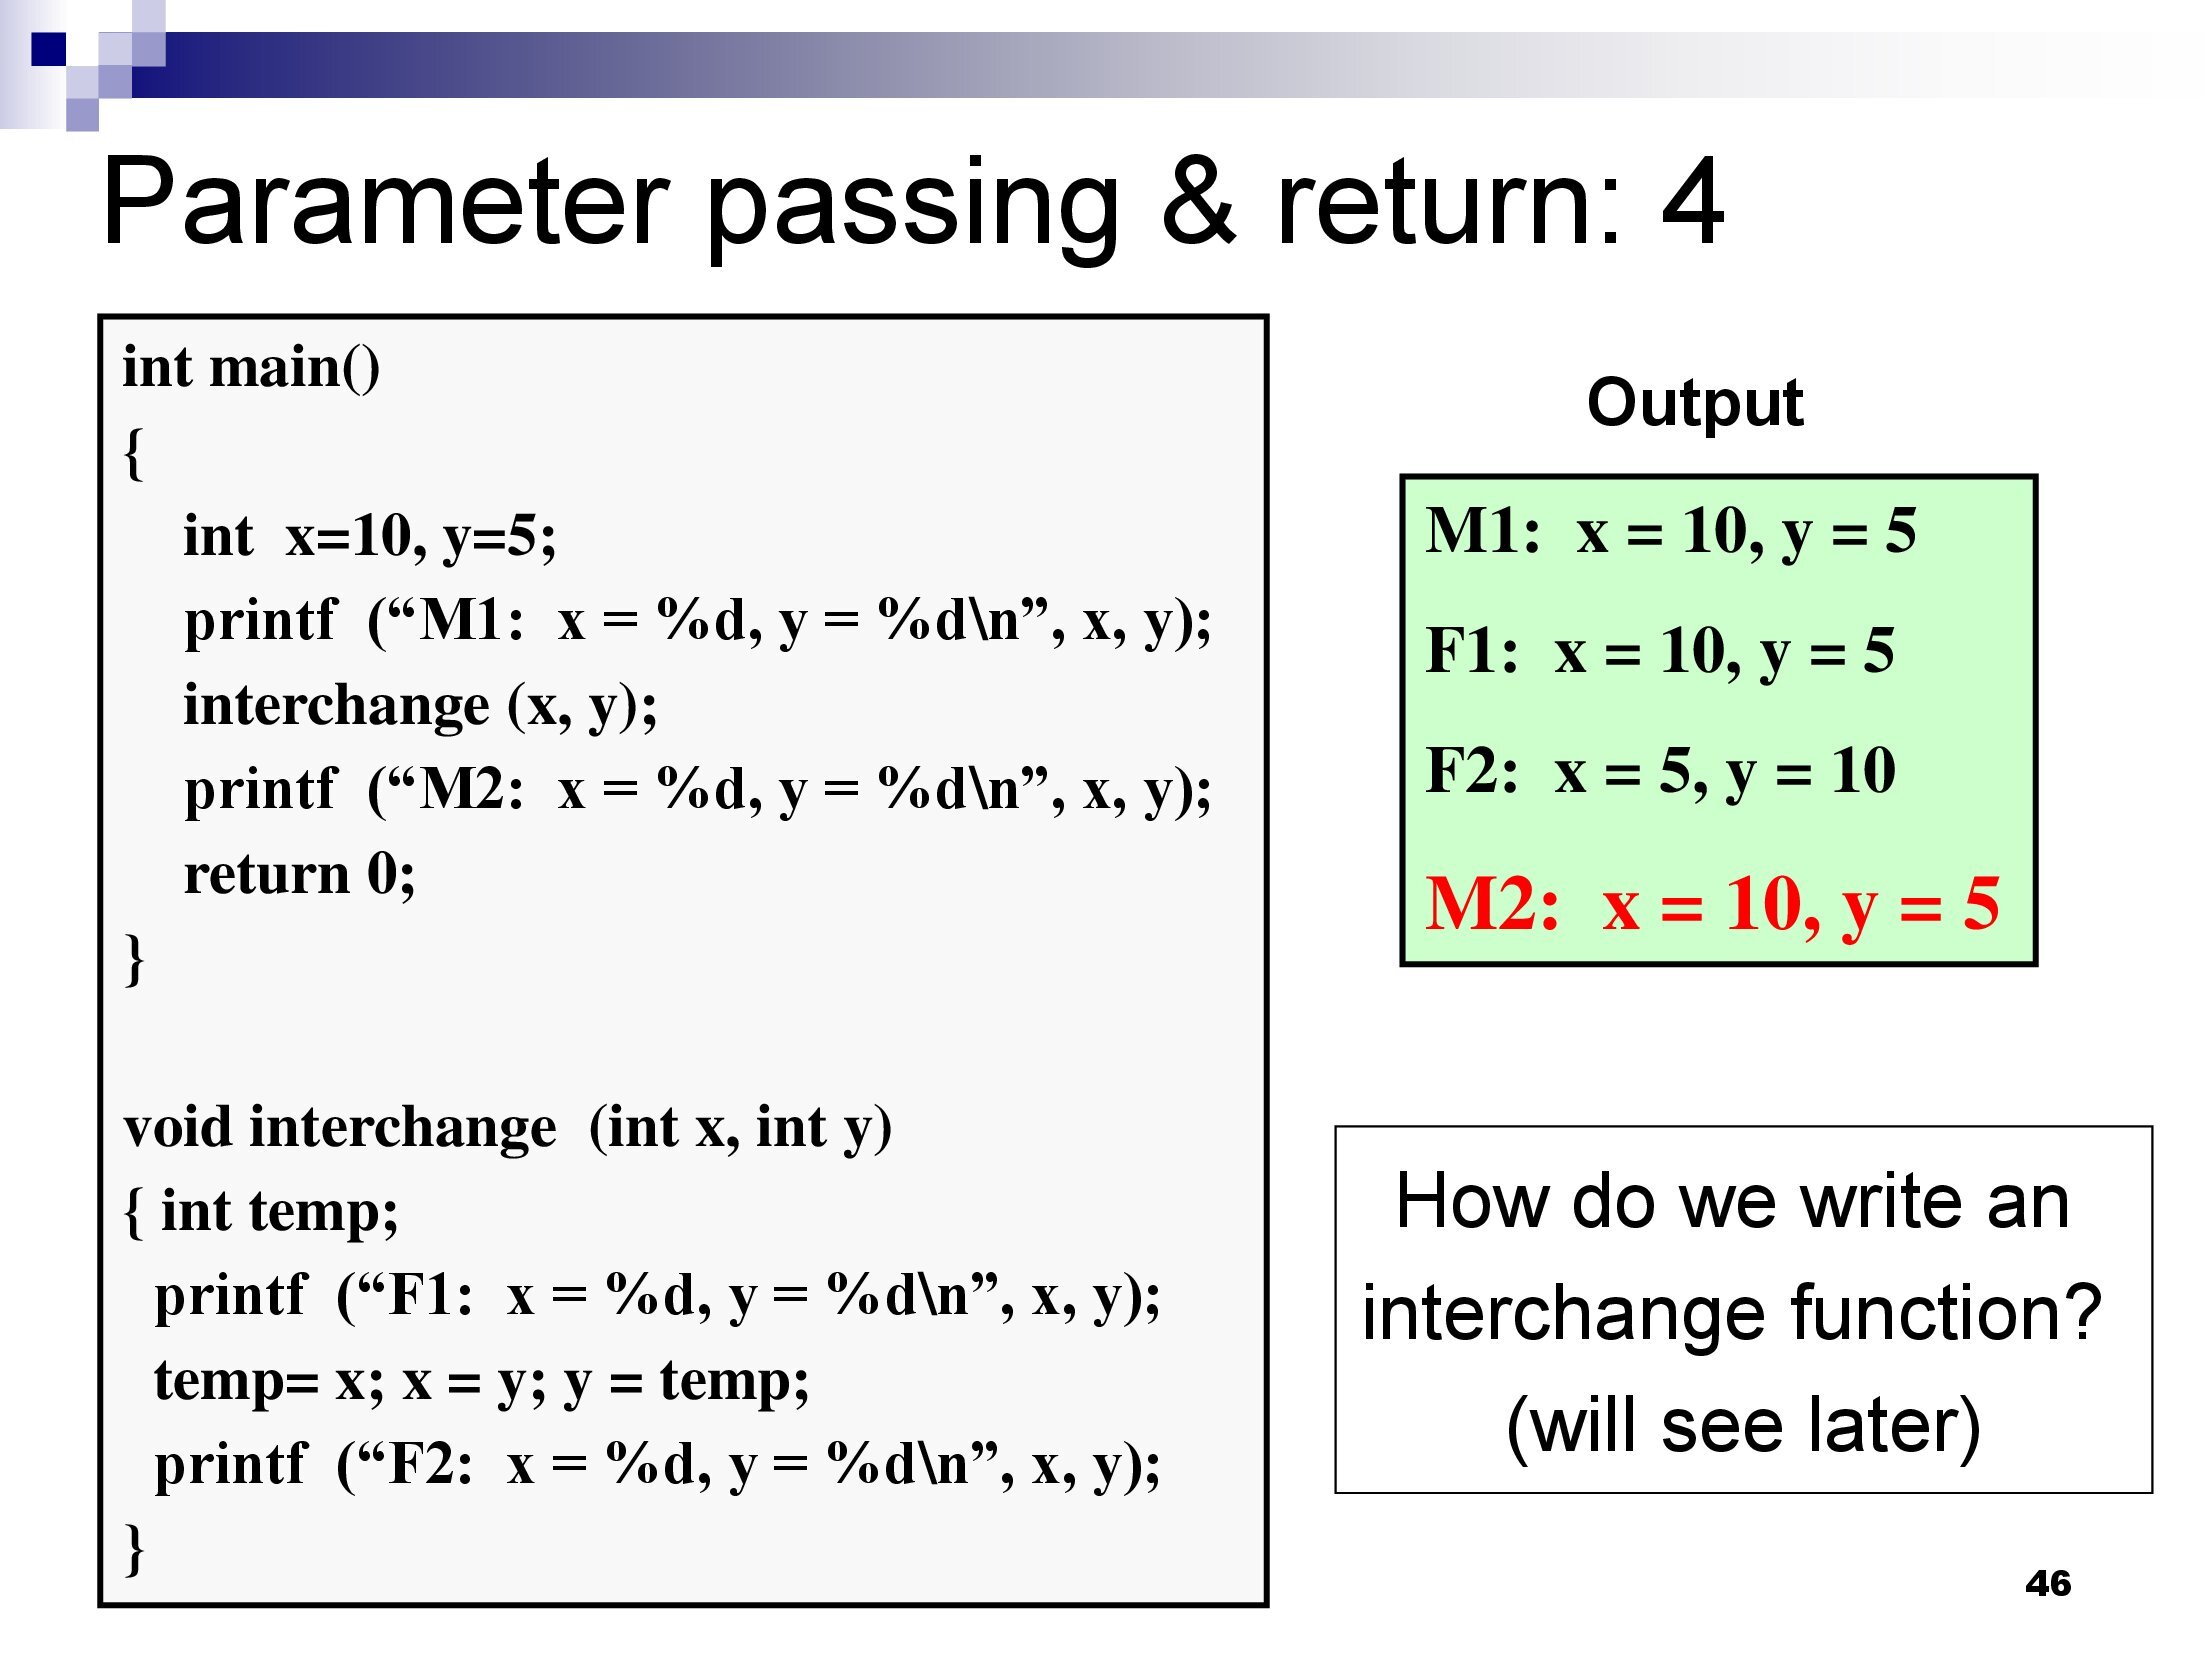 Parameter passing & return: 4
int main()
{
int x=10, y=5;
printf (“M1: x = %d, y = %d\n”, x, y);
interchange (x, y);
printf (“M2: x = %d, y = %d\n”, x, y);
return 0;
}
void interchange (int x, int y)
{ int temp;
printf (“F1: x = %d, y = %d\n”, x, y);
temp= x; x = y; y = temp;
printf (“F2: x = %d, y = %d\n”, x, y);
}
Output
M1: x = 10, y = 5
F1: x = 10, y = 5
F2: x = 5, y = 10
M2: x = 10, y = 5
How do we write an
interchange function?
(will see later)
46